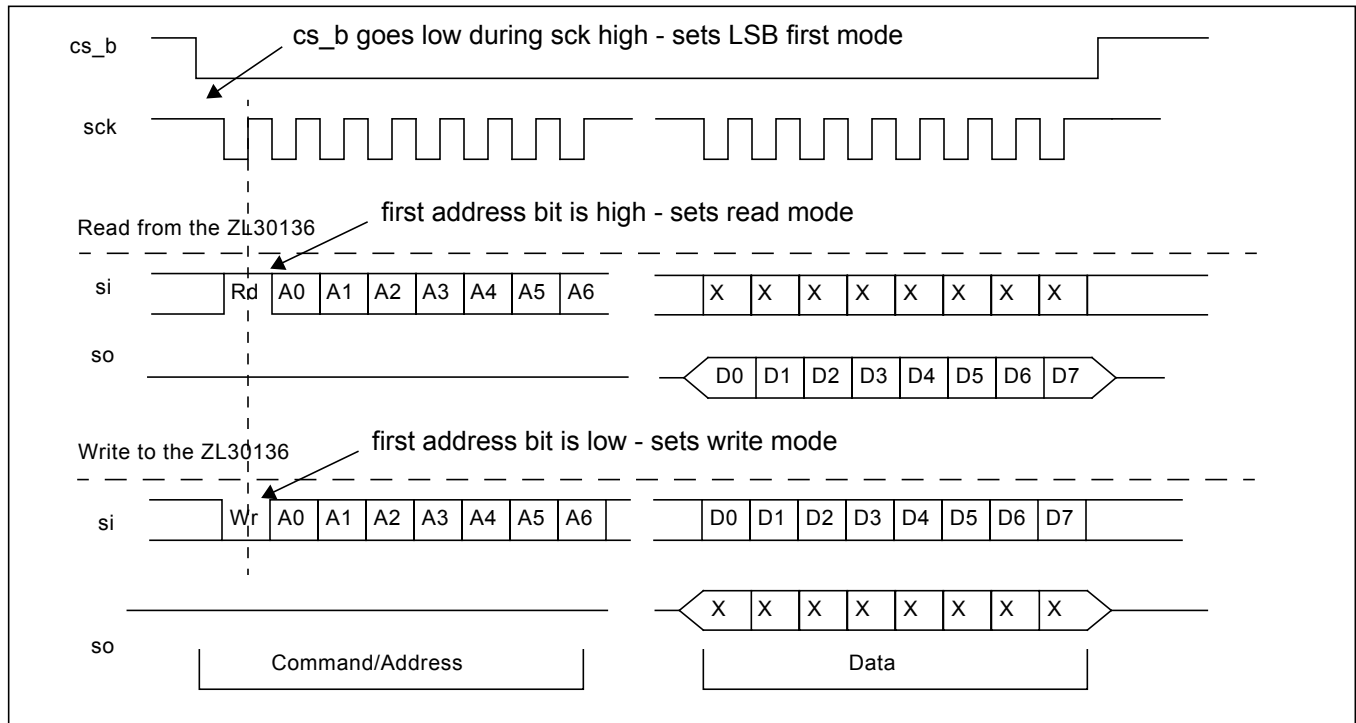 cs_b goes low during sck high - sets LSB first mode
cs_b
sck
first address bit is high - sets read mode
Read from the ZL30136
si
Rd A0 A1 A2 A3 A4 A5 A6 X X X X X X X X
so
D0 D1 D2 D3 D4 D5 D6 D7
first address bit is low - sets write mode
Write to the ZL30136
si
Wr A0 A1 A2 A3 A4 A5 A6 D0 D1 D2 D3 D4 D5 D6 D7
X X X X X X X X
so
Command/Address Data